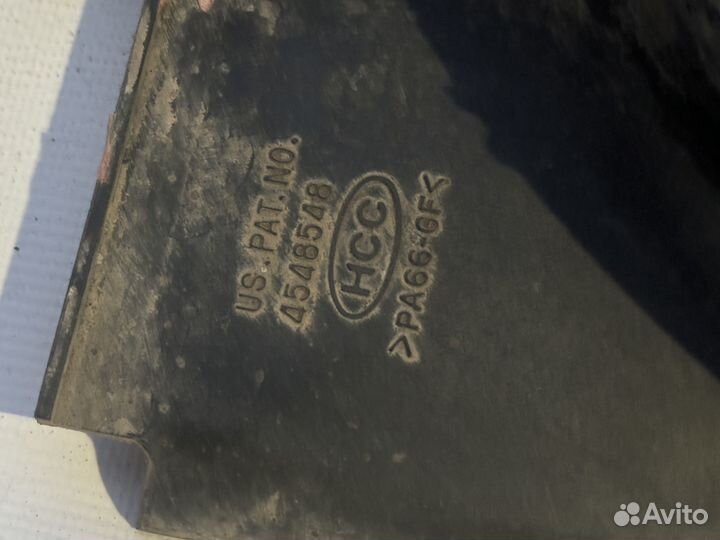 US.PAT.NO.
4548548
HCC
>PA66-GF<
Avito